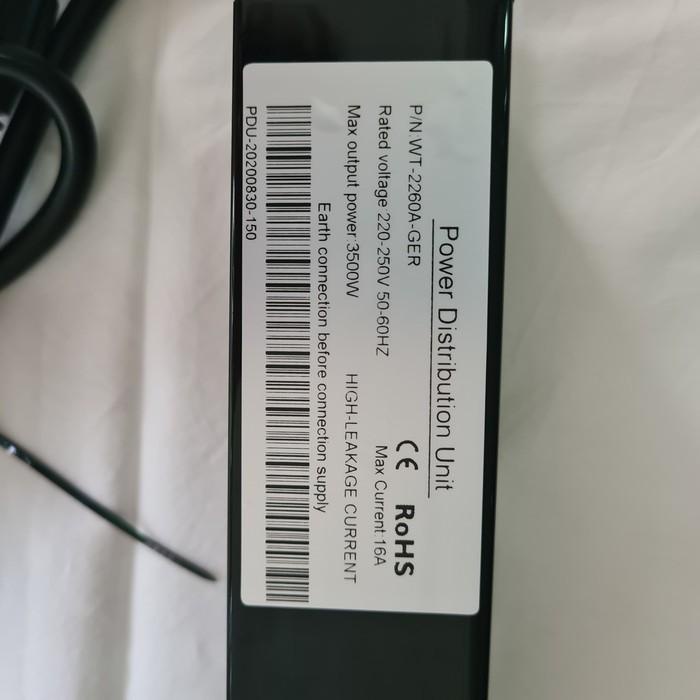 Power Distribution Unit
P/N:WT-2260A-GER CE RoHS
Rated voltage:220-250V 50-60HZ Max Current:16A
Max output power:3500W HIGH-LEAKAGE CURRENT
Earth connection before connection supply
PDU-20200830-150